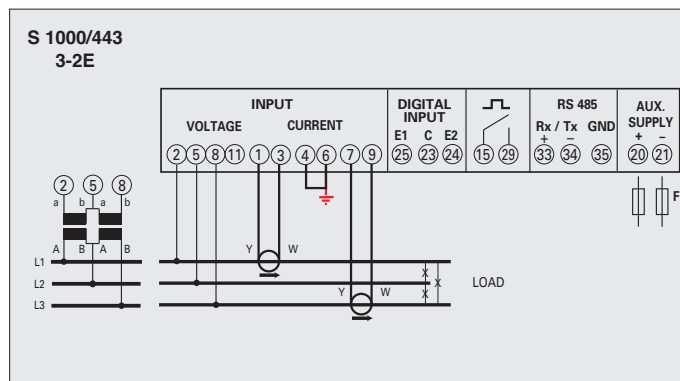 S 1000/443
3-2E
INPUT
VOLTAGE CURRENT
DIGITAL
INPUT
E1 C E2
RS 485
Rx / Tx GND
+ –
AUX.
SUPPLY
+ –
2 5 8 11 1 3 4 6 7 9 25 23 24 15 29 33 34 35 20 21
2 5 8
a b a b
F
A B A B
Y W
L1
L2
X X
LOAD
Y W
X
L3